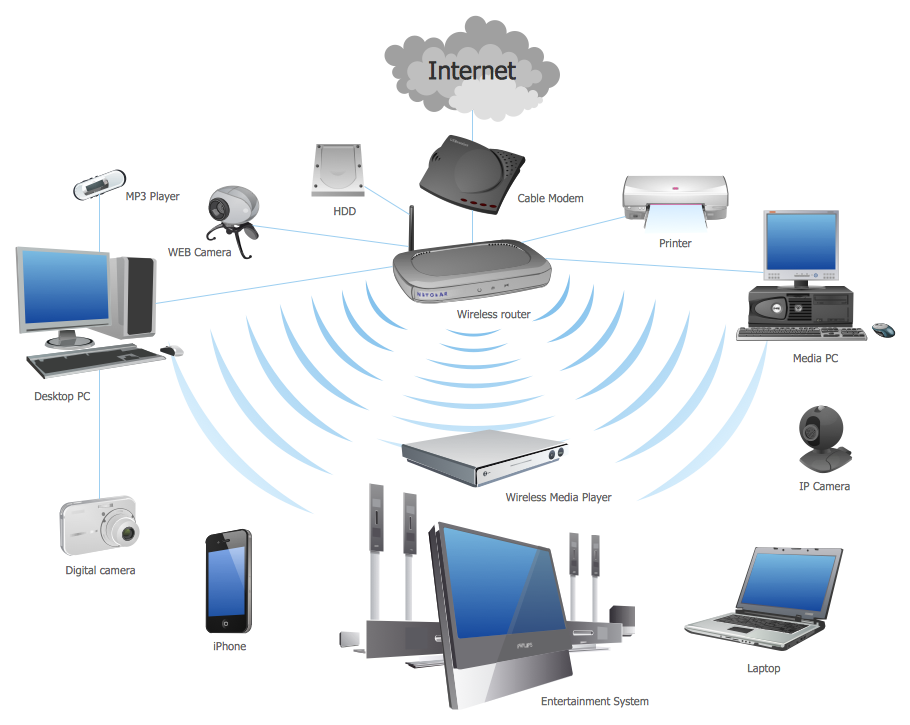 Internet
Cable Modem
HDD
MP3 Player
WEB Camera
Printer
NETGEAR
Wireless router
Desktop PC
Media PC
IP Camera
Wireless Media Player
Digital camera
iPhone
Laptop
Entertainment System